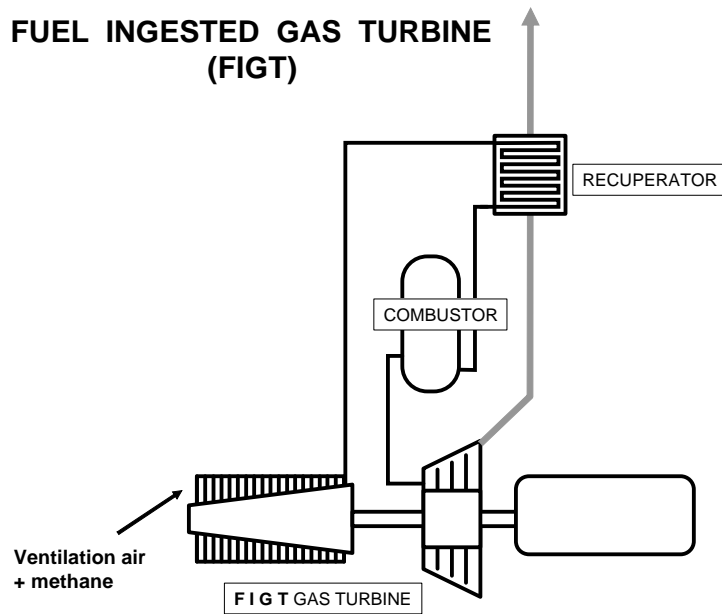 FUEL INGESTED GAS TURBINE
(FIGT)
RECUPERATOR
COMBUSTOR
Ventilation air
+ methane
F I G T GAS TURBINE